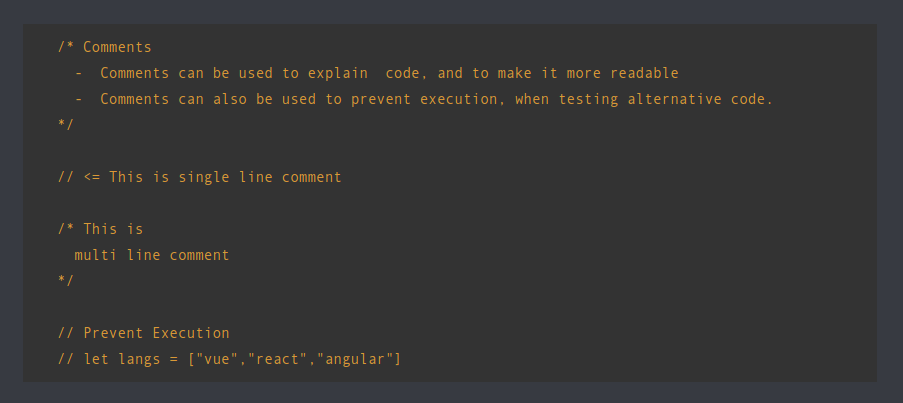 /* Comments
  -  Comments can be used to explain  code, and to make it more readable
  -  Comments can also be used to prevent execution, when testing alternative code.
*/
// <= This is single line comment
/* This is
  multi line comment
*/
// Prevent Execution
// let langs = ["vue","react","angular"]